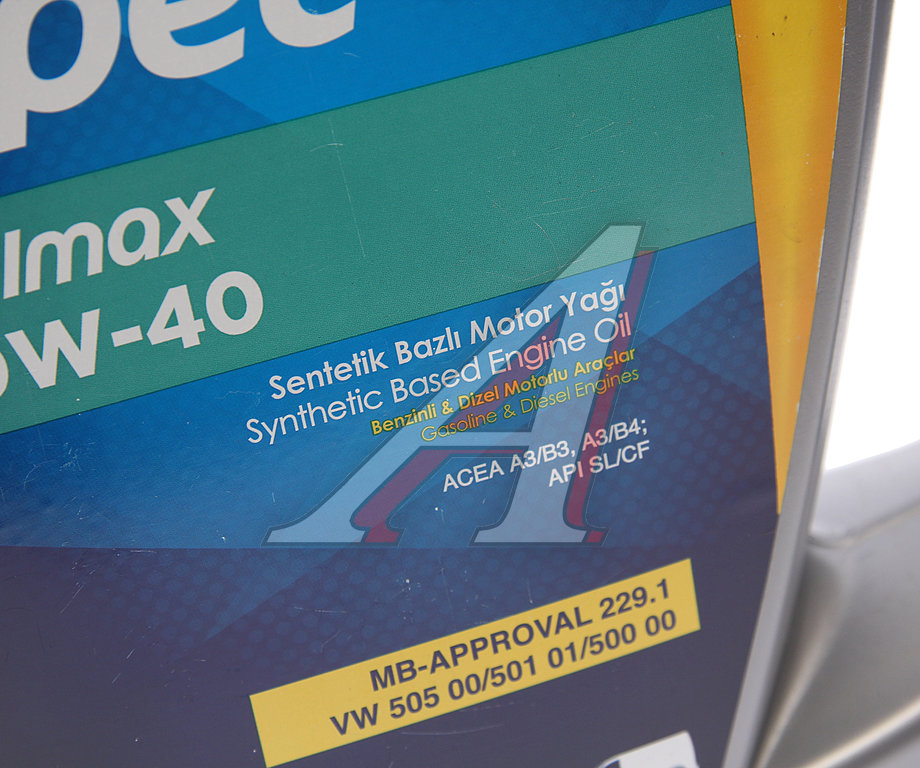 pet
lmax
0W-40
Sentetik Bazlı Motor Yağı
Synthetic Based Engine Oil
Benzinli & Dizel Motorlu Araçlar
Gasoline & Diesel Engines
ACEA A3/B3, A3/B4;
API SL/CF
MB-APPROVAL 229.1
VW 505 00/501 01/500 00